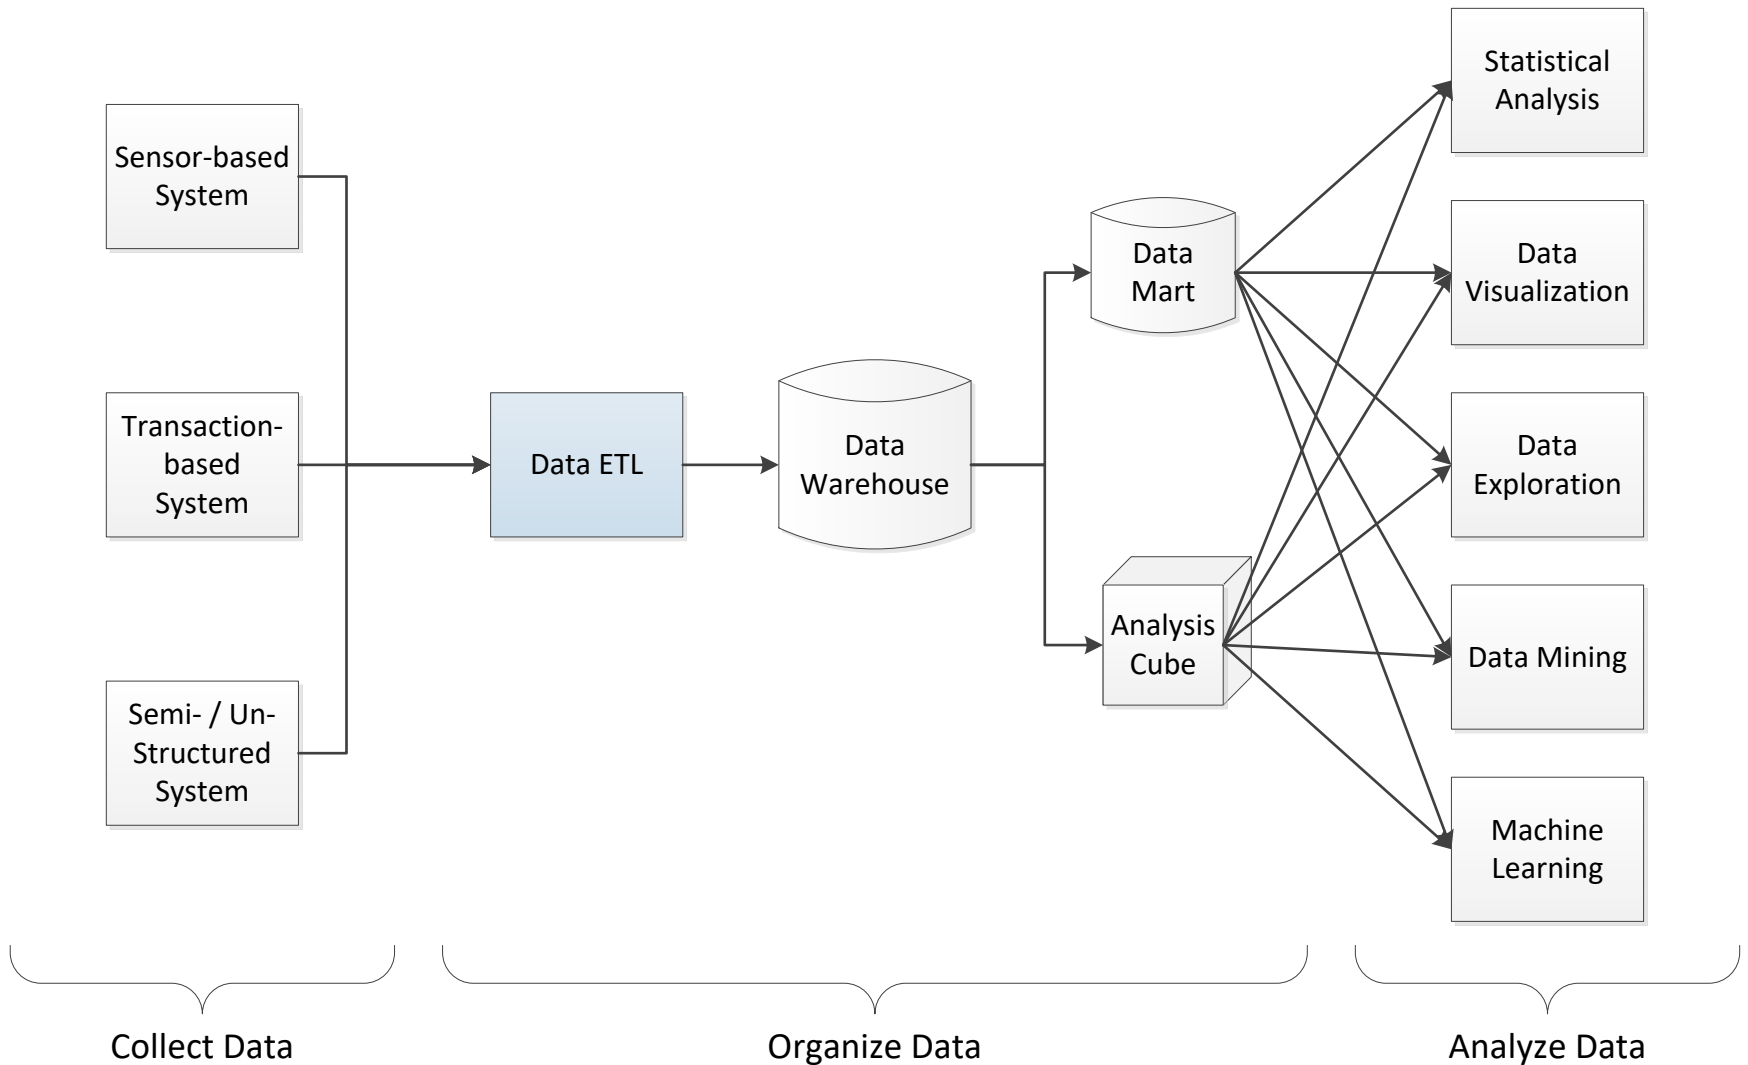 Sensor-based
System
Transaction-
based
System
Semi- / Un-
Structured
System
Data ETL
Data
Warehouse
Data
Mart
Analysis
Cube
Statistical
Analysis
Data
Visualization
Data
Exploration
Data Mining
Machine
Learning
Collect Data
Organize Data
Analyze Data